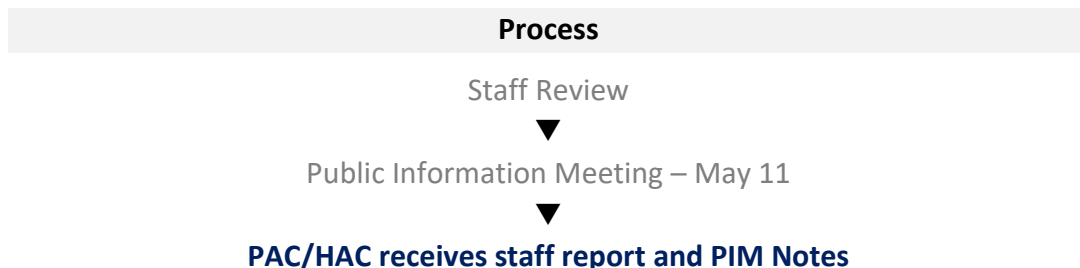 Process
Staff Review
Public Information Meeting – May 11
PAC/HAC receives staff report and PIM Notes